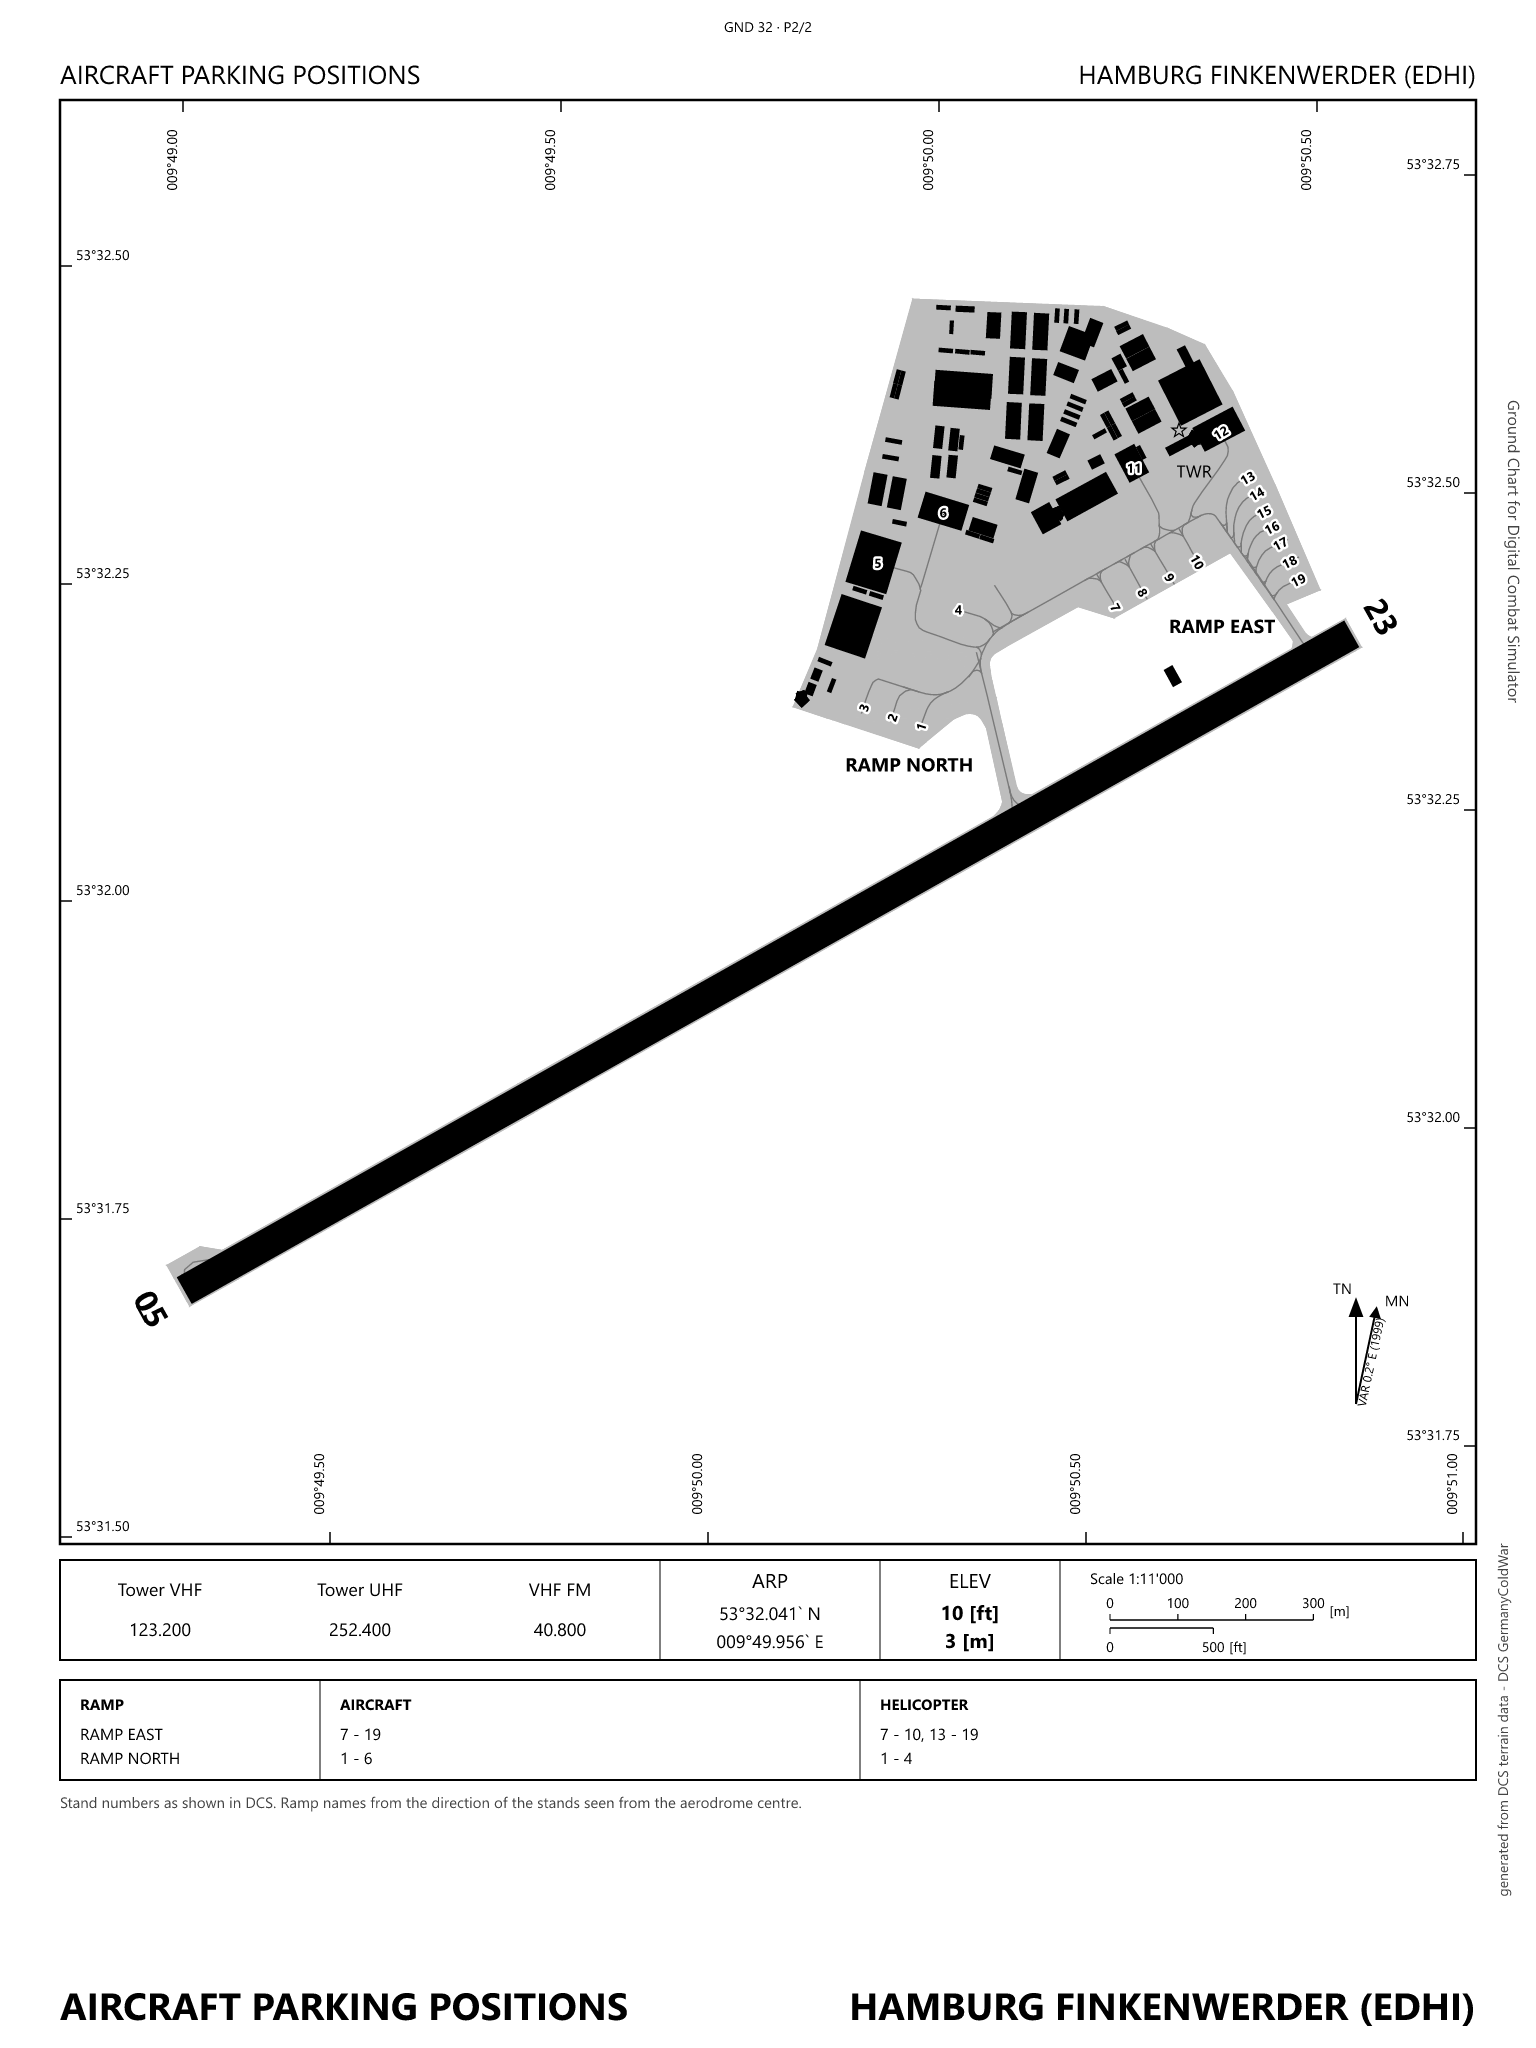 GND 32 · P2/2
AIRCRAFT PARKING POSITIONS
HAMBURG FINKENWERDER (EDHI)
009°49.00
009°49.50
009°50.00
009°50.50
53°32.75
53°32.50
53°32.50
53°32.25
53°32.25
53°32.00
53°32.00
53°31.75
53°31.75
53°31.50
009°49.50
009°50.00
009°50.50
009°51.00
12
11
TWR
13
14
15
16
17
18
19
6
5
4
10
9
8
7
RAMP EAST
23
3
2
1
RAMP NORTH
05
TN
MN
VAR 0.2° E (1999)
Tower VHF
123.200
Tower UHF
252.400
VHF FM
40.800
ARP
53°32.041` N
009°49.956` E
ELEV
10 [ft]
3 [m]
Scale 1:11'000
0 100 200 300 [m]
0 500 [ft]
RAMP AIRCRAFT HELICOPTER
RAMP EAST 7 - 19 7 - 10, 13 - 19
RAMP NORTH 1 - 6 1 - 4
Stand numbers as shown in DCS. Ramp names from the direction of the stands seen from the aerodrome centre.
Ground Chart for Digital Combat Simulator
generated from DCS terrain data - DCS GermanyColdWar
AIRCRAFT PARKING POSITIONS
HAMBURG FINKENWERDER (EDHI)